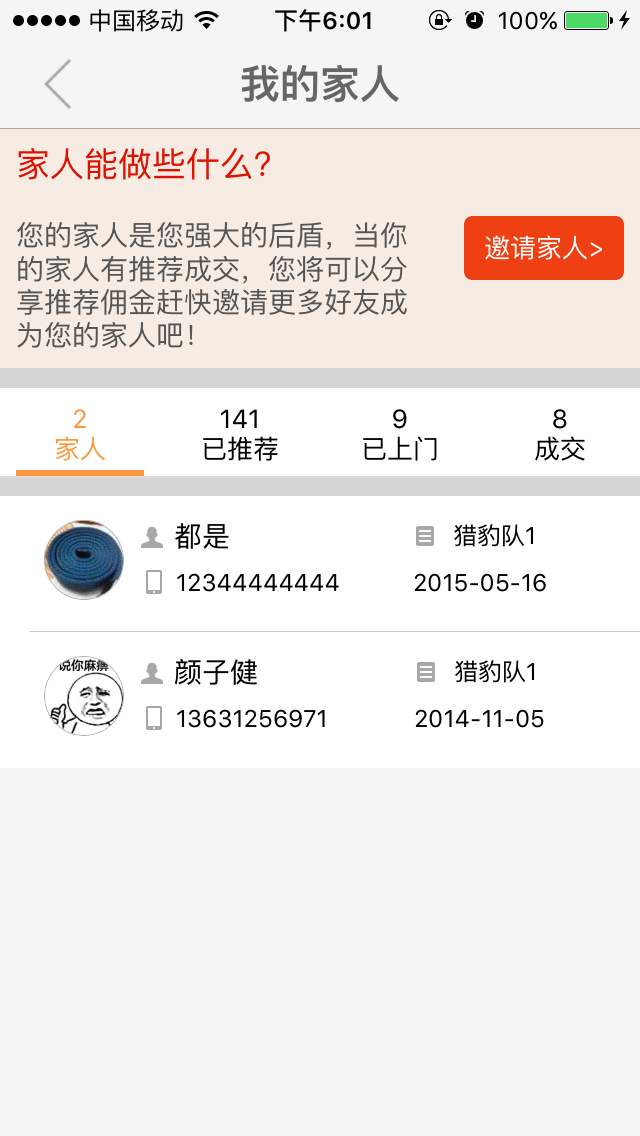 中国移动 下午6:01 100%
我的家人
家人能做些什么?
您的家人是您强大的后盾，当你
的家人有推荐成交，您将可以分
享推荐佣金赶快邀请更多好友成
为您的家人吧！
邀请家人>
2 141 9 8
家人 已推荐 已上门 成交
都是 猎豹队1
12344444444 2015-05-16
说你麻痹
颜子健 猎豹队1
13631256971 2014-11-05